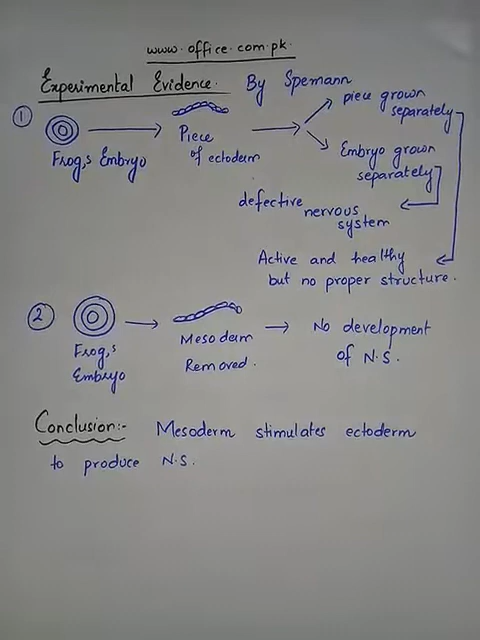 www.office.com.pk
Experimental Evidence. By Spemann
1
Frog,s Embryo
Piece
of ectoderm
piece grown
separately
Embryo grown
separately
defective nervous
system
Active and healthy
but no proper structure.
2
Frog,s
Embryo
Mesoderm
Removed.
No development
of N.S.
Conclusion:- Mesoderm stimulates ectoderm
to produce N.S.